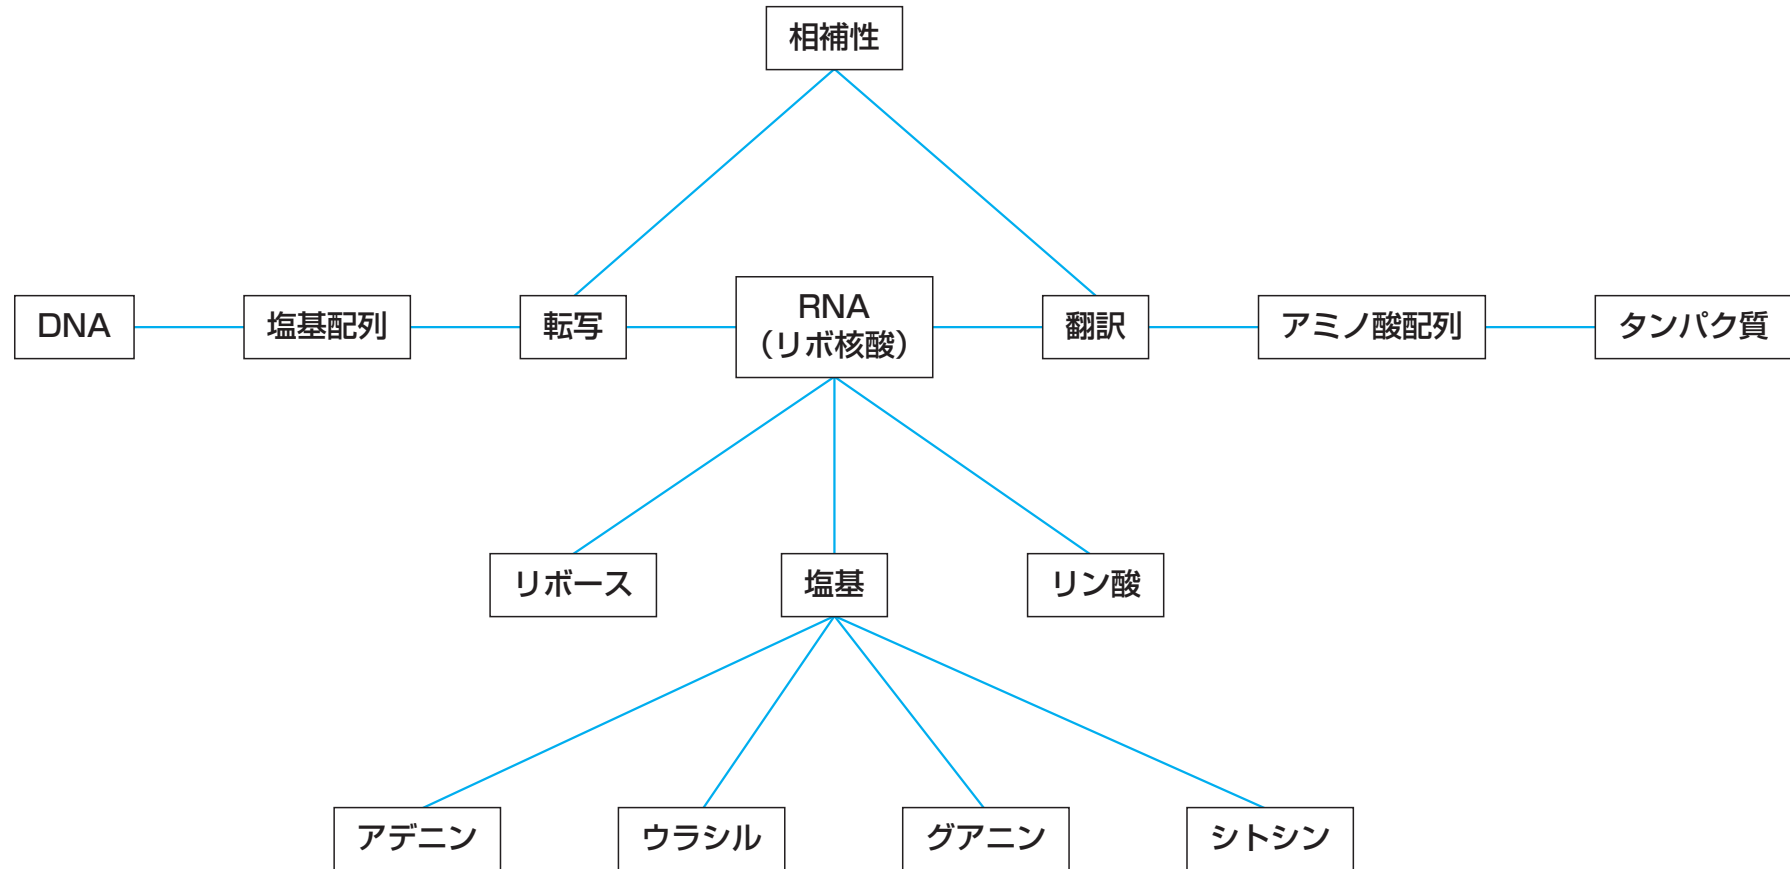 相補性
DNA
塩基配列
転写
RNA
（リボ核酸）
翻訳
アミノ酸配列
タンパク質
リボース
塩基
リン酸
アデニン
ウラシル
グアニン
シトシン